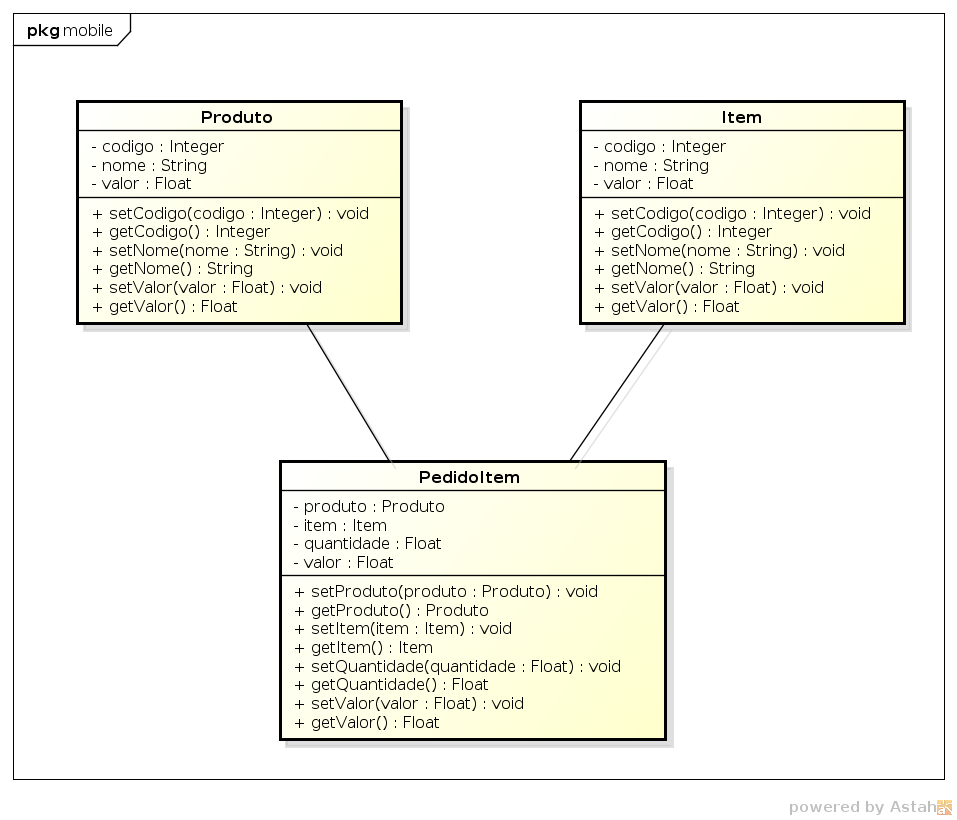 pkg mobile
Produto
- codigo : Integer
- nome : String
- valor : Float
+ setCodigo(codigo : Integer) : void
+ getCodigo() : Integer
+ setNome(nome : String) : void
+ getNome() : String
+ setValor(valor : Float) : void
+ getValor() : Float
Item
- codigo : Integer
- nome : String
- valor : Float
+ setCodigo(codigo : Integer) : void
+ getCodigo() : Integer
+ setNome(nome : String) : void
+ getNome() : String
+ setValor(valor : Float) : void
+ getValor() : Float
PedidoItem
- produto : Produto
- item : Item
- quantidade : Float
- valor : Float
+ setProduto(produto : Produto) : void
+ getProduto() : Produto
+ setItem(item : Item) : void
+ getItem() : Item
+ setQuantidade(quantidade : Float) : void
+ getQuantidade() : Float
+ setValor(valor : Float) : void
+ getValor() : Float
powered by Astah